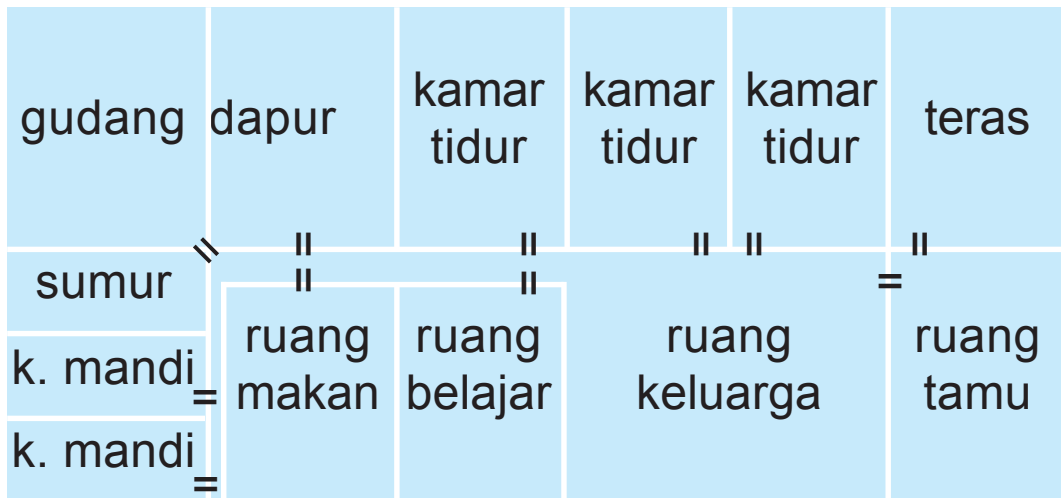 gudang
dapur
kamar
tidur
kamar
tidur
kamar
tidur
teras
sumur
k. mandi
k. mandi
ruang
makan
ruang
belajar
ruang
keluarga
ruang
tamu